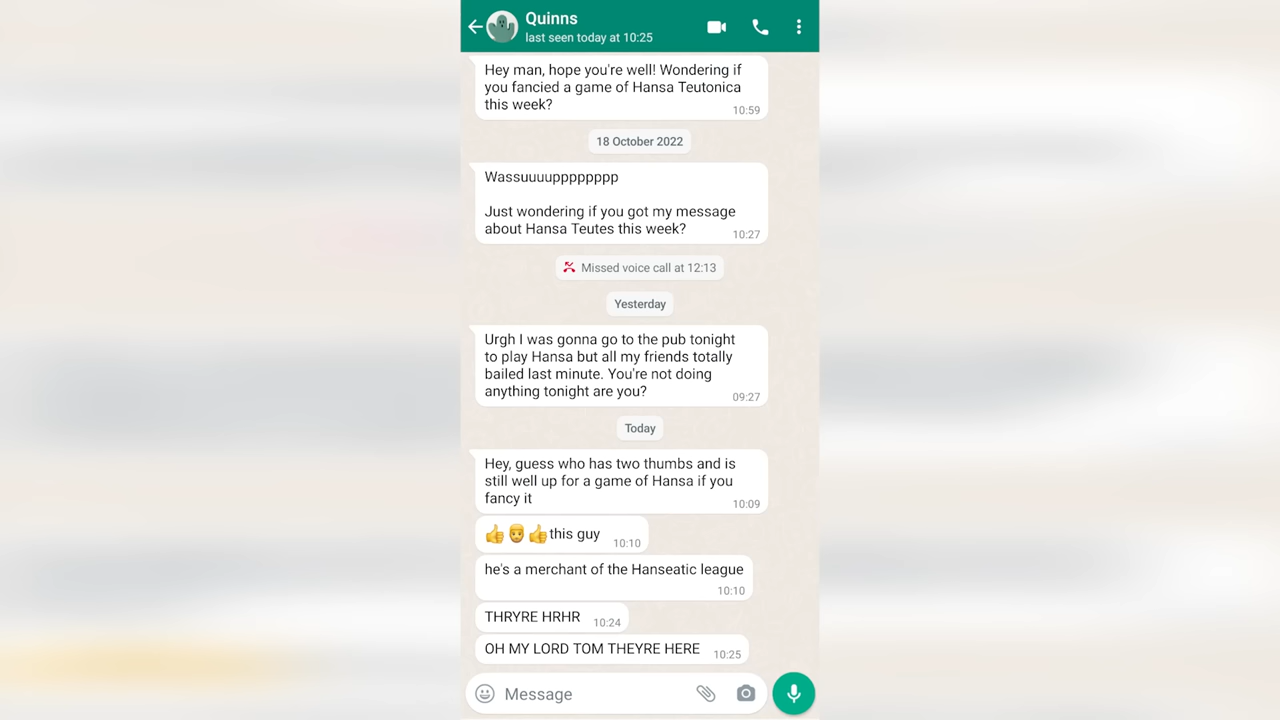 Quinns
last seen today at 10:25
Hey man, hope you're well! Wondering if
you fancied a game of Hansa Teutonica
this week?
10:59
18 October 2022
Wassuuuupppppppp
Just wondering if you got my message
about Hansa Teutes this week?
10:27
Missed voice call at 12:13
Yesterday
Urgh I was gonna go to the pub tonight
to play Hansa but all my friends totally
bailed last minute. You're not doing
anything tonight are you?
09:27
Today
Hey, guess who has two thumbs and is
still well up for a game of Hansa if you
fancy it
10:09
👍👨👍this guy
10:10
he's a merchant of the Hanseatic league
10:10
THRYRE HRHR
10:24
OH MY LORD TOM THEYRE HERE
10:25
Message